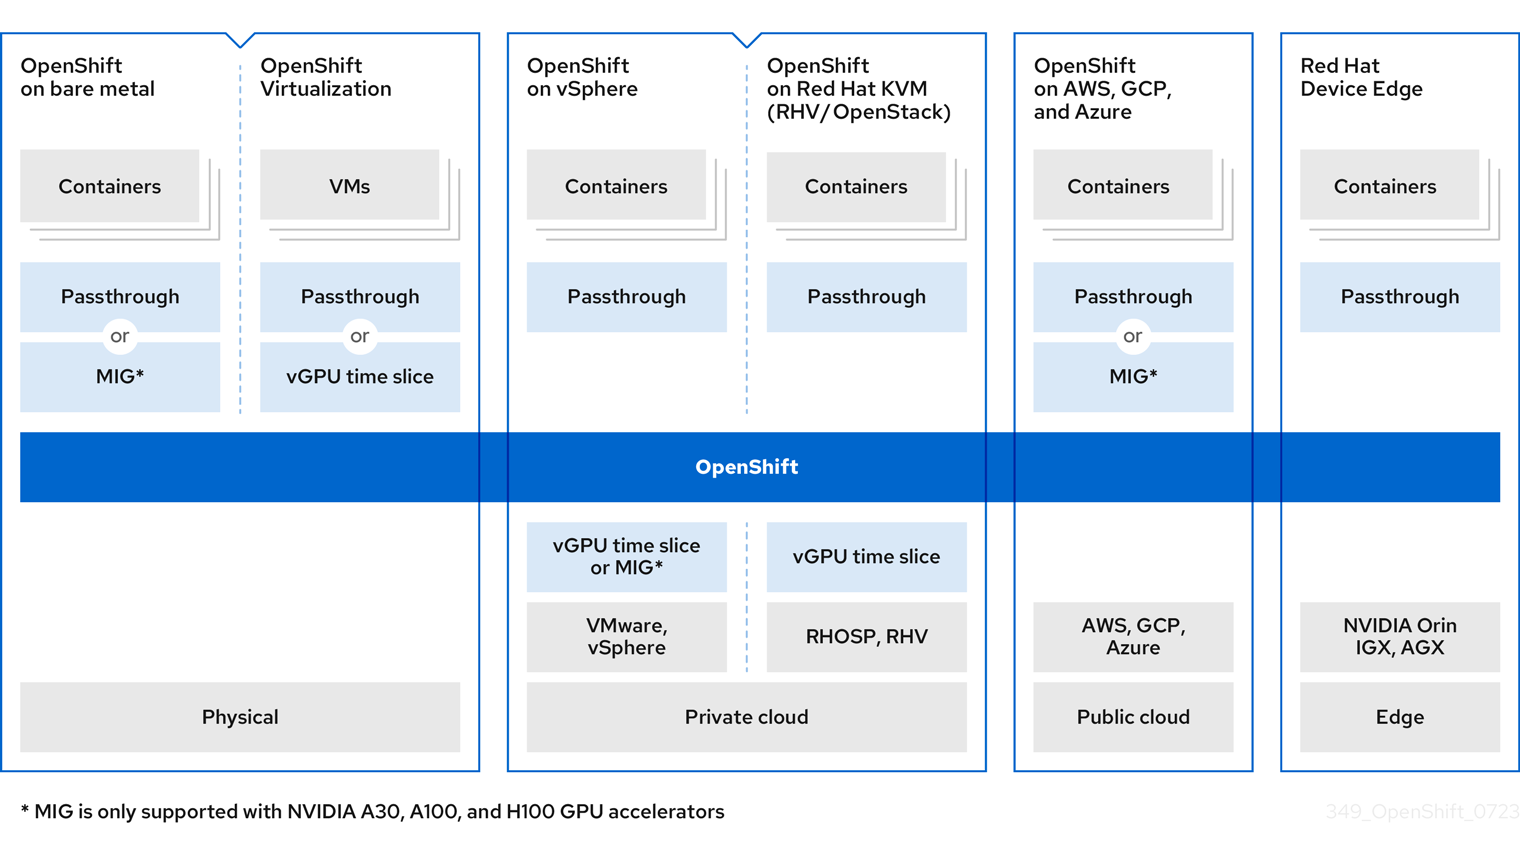 OpenShift
on bare metal
OpenShift
Virtualization
OpenShift
on vSphere
OpenShift
on Red Hat KVM
(RHV/OpenStack)
OpenShift
on AWS, GCP,
and Azure
Red Hat
Device Edge
Containers
VMs
Containers
Containers
Containers
Containers
Passthrough
Passthrough
Passthrough
Passthrough
Passthrough
Passthrough
or
or
or
MIG*
vGPU time slice
MIG*
OpenShift
vGPU time slice
or MIG*
vGPU time slice
VMware,
vSphere
RHOSP, RHV
AWS, GCP,
Azure
NVIDIA Orin
IGX, AGX
Physical
Private cloud
Public cloud
Edge
* MIG is only supported with NVIDIA A30, A100, and H100 GPU accelerators
349_OpenShift_0723